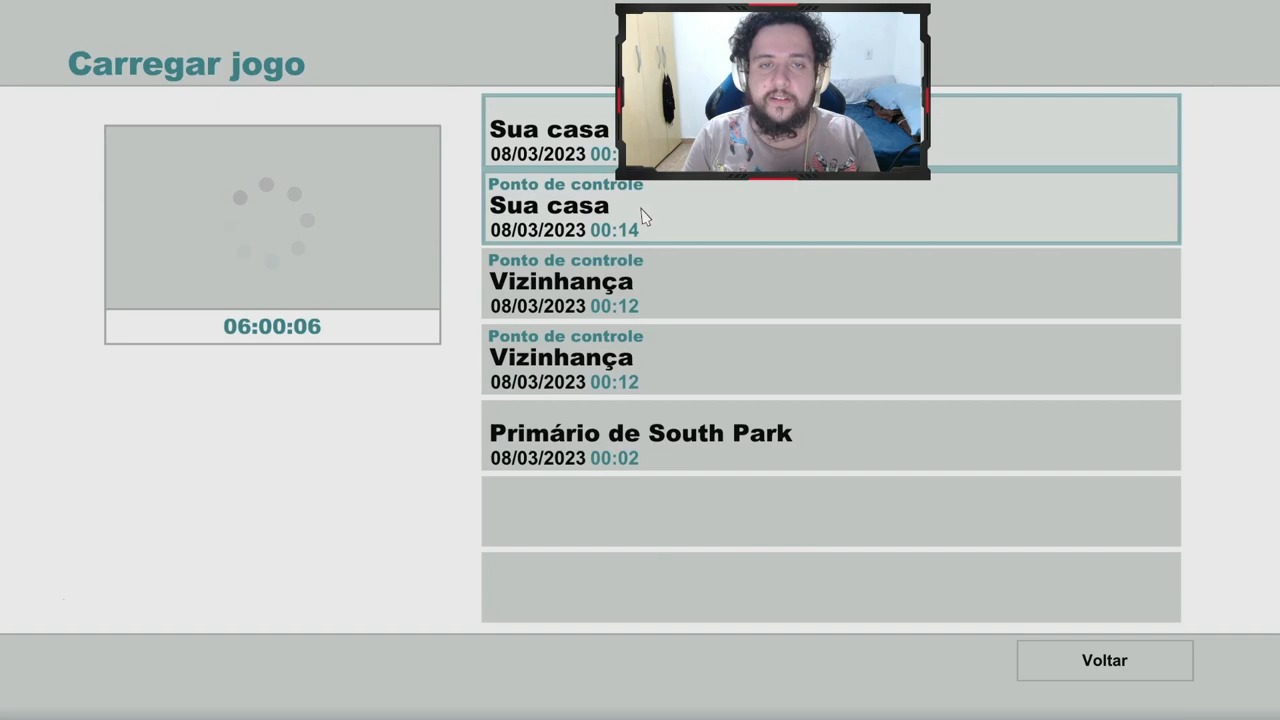 Carregar jogo
Sua casa
08/03/2023 00:
Ponto de controle
Sua casa
08/03/2023 00:14
Ponto de controle
Vizinhança
08/03/2023 00:12
Ponto de controle
Vizinhança
08/03/2023 00:12
Primário de South Park
08/03/2023 00:02
06:00:06
Voltar